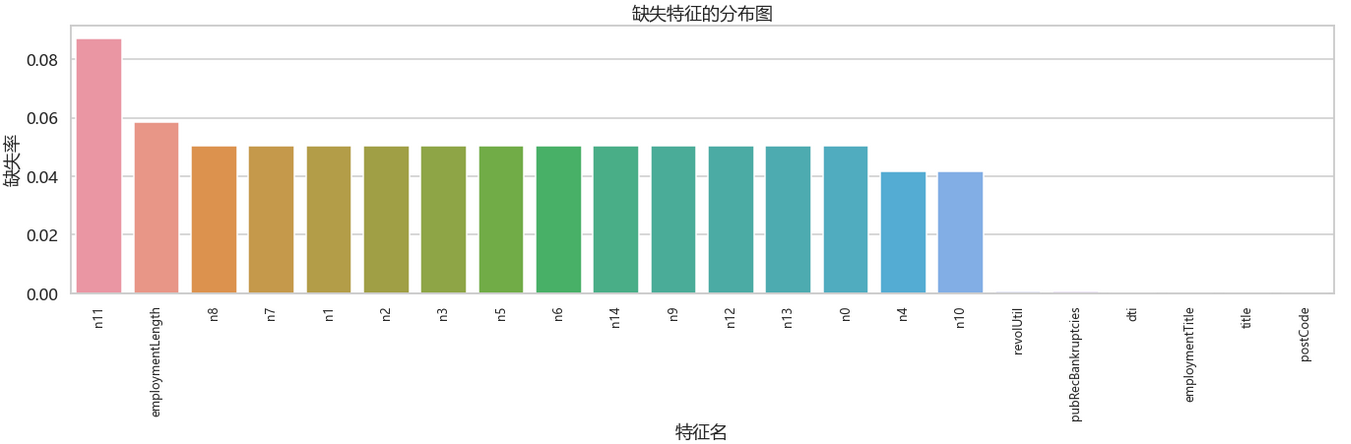 缺失特征的分布图
缺失率
0.08
0.06
0.04
0.02
0.00
n11
employmentLength
n8
n7
n1
n2
n3
n5
n6
n14
n9
n12
n13
n0
n4
n10
revolUtil
pubRecBankruptcies
dti
employmentTitle
title
postCode
特征名